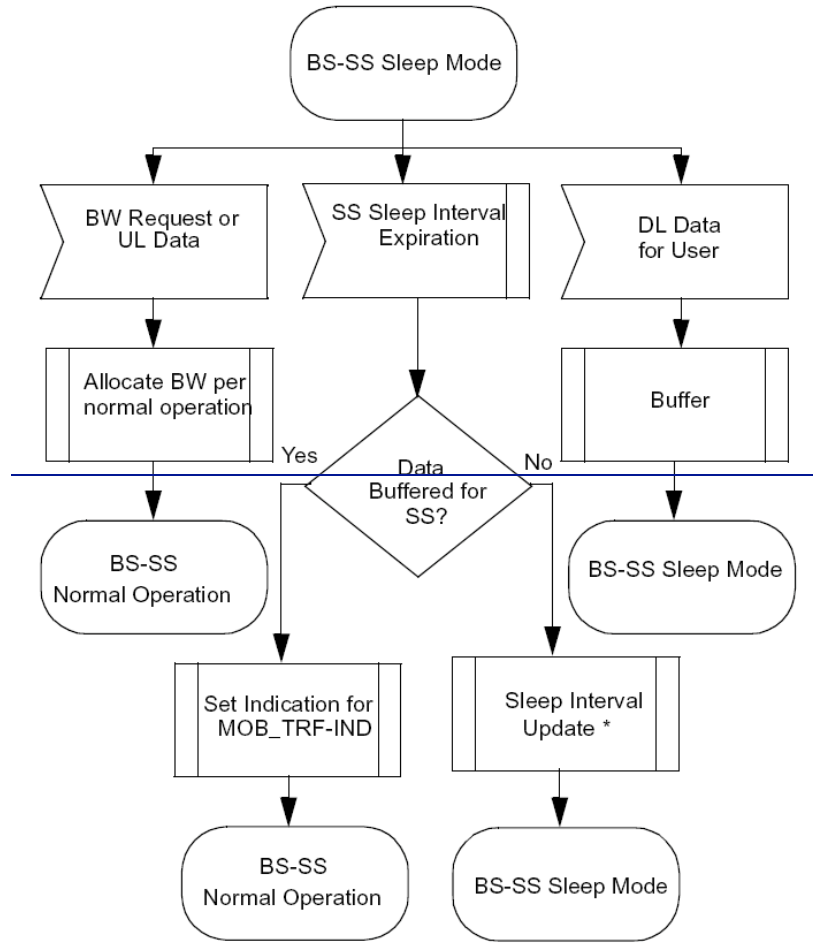 BS-SS Sleep Mode
BW Request or
UL Data
SS Sleep Interval
Expiration
DL Data
for User
Allocate BW per
normal operation
Buffer
Yes
No
Data
Buffered for
SS?
BS-SS
Normal Operation
BS-SS Sleep Mode
Set Indication for
MOB_TRF-IND
Sleep Interval
Update *
BS-SS
Normal Operation
BS-SS Sleep Mode